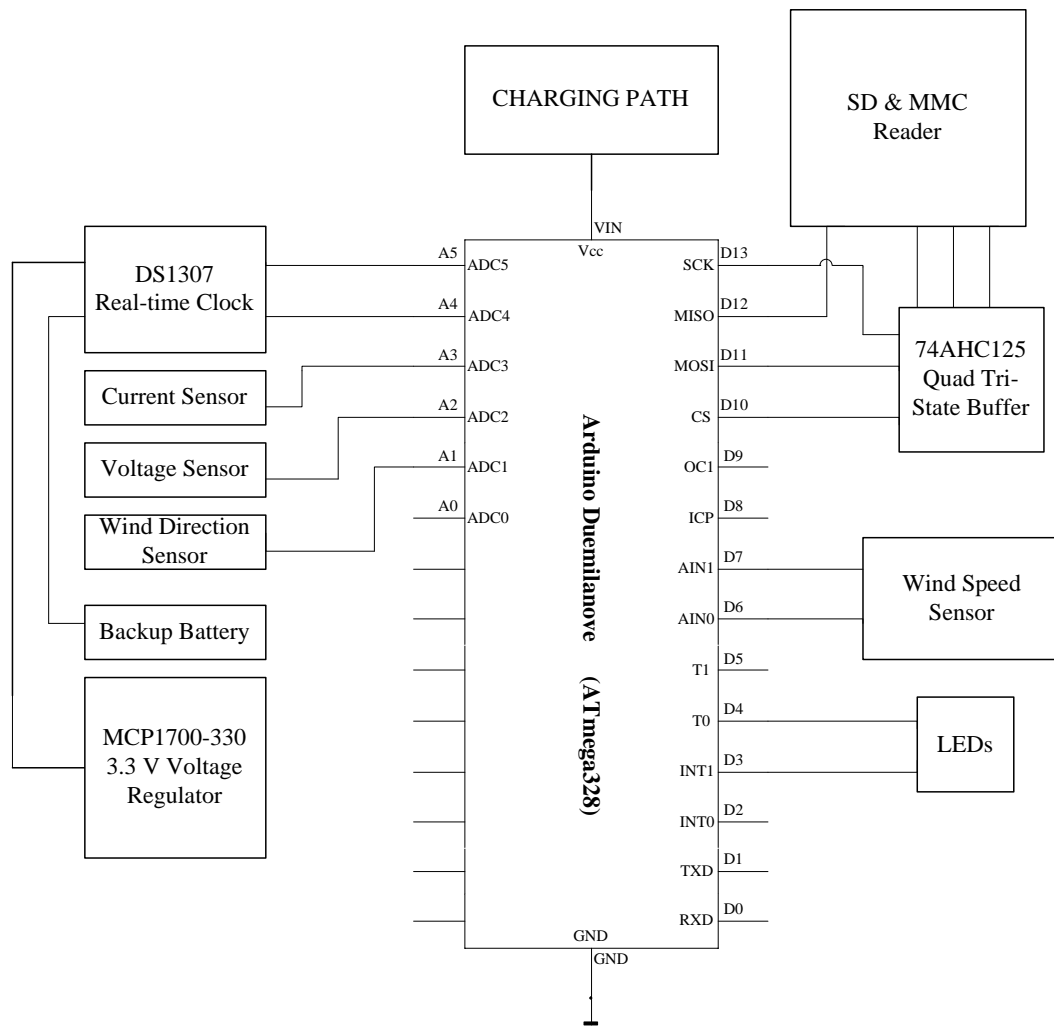 CHARGING PATH
SD & MMC
Reader
VIN
Vcc
DS1307
Real-time Clock
Current Sensor
Voltage Sensor
Wind Direction
Sensor
Backup Battery
MCP1700-330
3.3 V Voltage
Regulator
A5
ADC5
A4
ADC4
A3
ADC3
A2
ADC2
A1
ADC1
A0
ADC0
Arduino Duemilanove (ATmega328)
SCK
D13
MISO
D12
MOSI
D11
CS
D10
OC1
D9
ICP
D8
AIN1
D7
AIN0
D6
T1
D5
T0
D4
INT1
D3
INT0
D2
TXD
D1
RXD
D0
74AHC125
Quad Tri-
State Buffer
Wind Speed
Sensor
LEDs
GND
GND